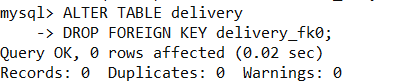 mysql> ALTER TABLE delivery
    -> DROP FOREIGN KEY delivery_fk0;
Query OK, 0 rows affected (0.02 sec)
Records: 0  Duplicates: 0  Warnings: 0